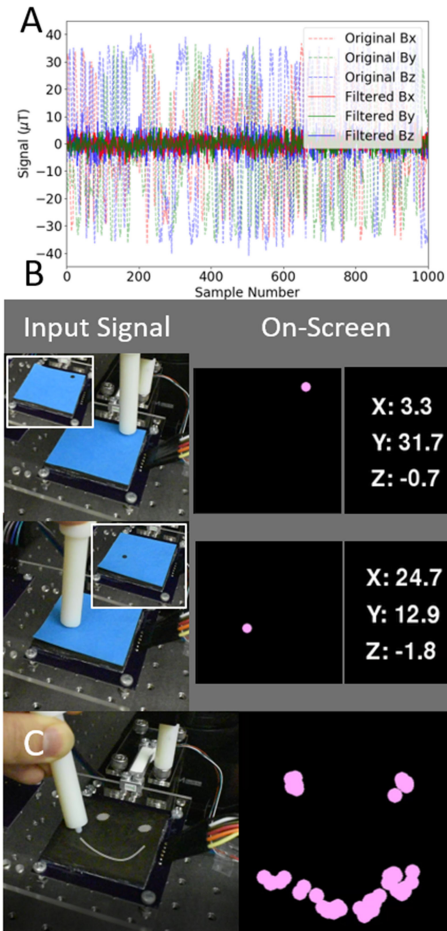 A
40
30
20
10
0
−10
−20
−30
−40
Signal (μT)
Original Bx
Original By
Original Bz
Filtered Bx
Filtered By
Filtered Bz
0 200 400 600 800 1000
Sample Number
B
Input Signal On-Screen
X: 3.3
Y: 31.7
Z: -0.7
X: 24.7
Y: 12.9
Z: -1.8
C